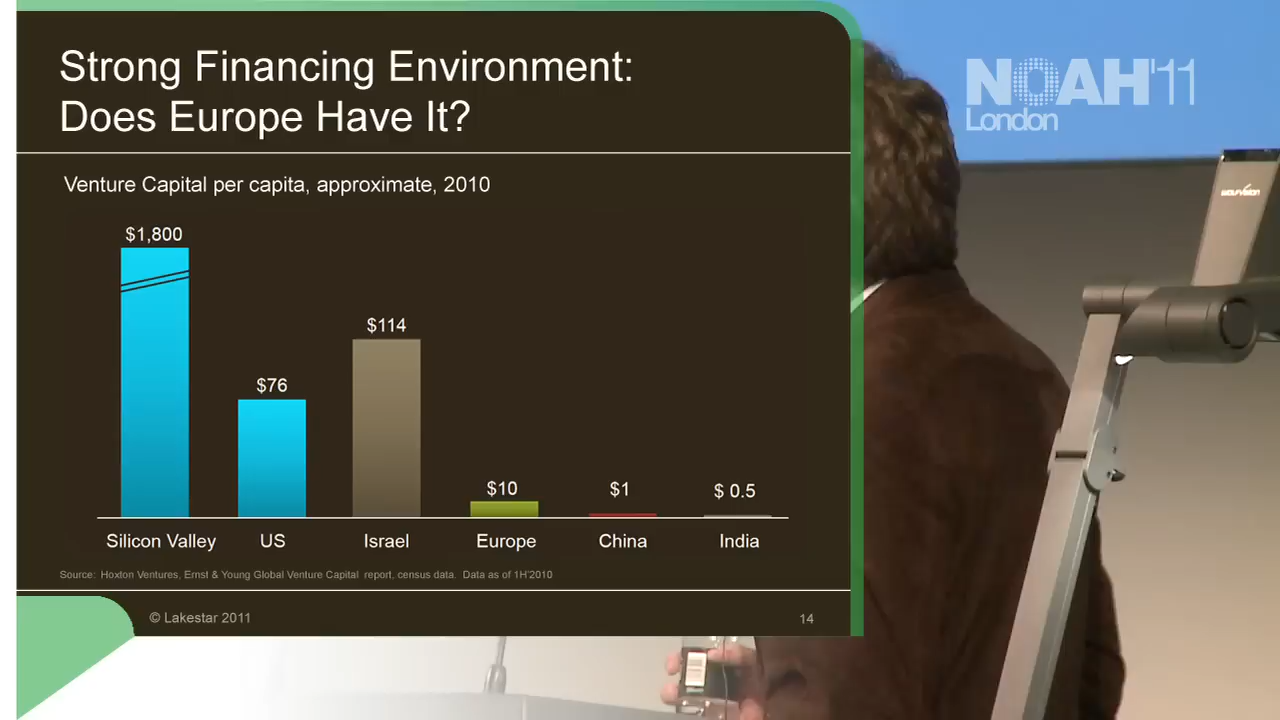 Strong Financing Environment:
Does Europe Have It?
Venture Capital per capita, approximate, 2010
$1,800
$76
$114
$10
$1
$ 0.5
Silicon Valley
US
Israel
Europe
China
India
Source: Hoxton Ventures, Ernst & Young Global Venture Capital report, census data. Data as of 1H'2010
© Lakestar 2011
14
NOAH'11
London
WOLFVISION